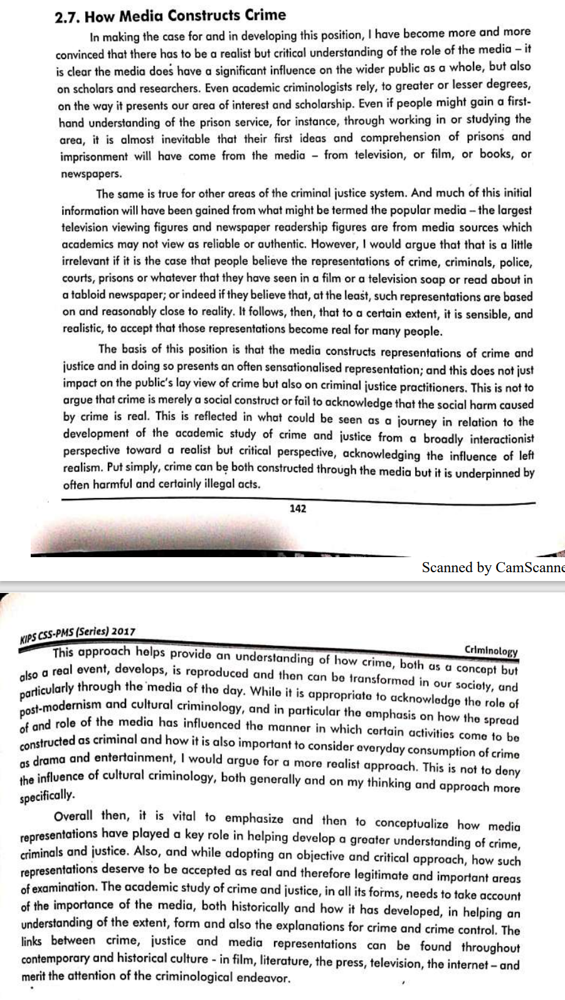 2.7. How Media Constructs Crime
In making the case for and in developing this position, I have become more and more
convinced that there has to be a realist but critical understanding of the role of the media – it
is clear the media does have a significant influence on the wider public as a whole, but also
on scholars and researchers. Even academic criminologists rely, to greater or lesser degrees,
on the way it presents our area of interest and scholarship. Even if people might gain a first-
hand understanding of the prison service, for instance, through working in or studying the
area, it is almost inevitable that their first ideas and comprehension of prisons and
imprisonment will have come from the media – from television, or film, or books, or
newspapers.
The same is true for other areas of the criminal justice system. And much of this initial
information will have been gained from what might be termed the popular media – the largest
television viewing figures and newspaper readership figures are from media sources which
academics may not view as reliable or authentic. However, I would argue that that is a little
irrelevant if it is the case that people believe the representations of crime, criminals, police,
courts, prisons or whatever that they have seen in a film or a television soap or read about in
a tabloid newspaper; or indeed if they believe that, at the least, such representations are based
on and reasonably close to reality. It follows, then, that to a certain extent, it is sensible, and
realistic, to accept that those representations become real for many people.
The basis of this position is that the media constructs representations of crime and
justice and in doing so presents an often sensationalised representation; and this does not just
impact on the public's lay view of crime but also on criminal justice practitioners. This is not to
argue that crime is merely a social construct or fail to acknowledge that the social harm caused
by crime is real. This is reflected in what could be seen as a journey in relation to the
development of the academic study of crime and justice from a broadly interactionist
perspective toward a realist but critical perspective, acknowledging the influence of left
realism. Put simply, crime can be both constructed through the media but it is underpinned by
often harmful and certainly illegal acts.
142
Scanned by CamScanne
KIPS CSS-PMS (Series) 2017
Criminology
This approach helps provide an understanding of how crime, both as a concept but
also a real event, develops, is reproduced and then can be transformed in our society, and
particularly through the media of the day. While it is appropriate to acknowledge the role of
post-modernism and cultural criminology, and in particular the emphasis on how the spread
of and role of the media has influenced the manner in which certain activities come to be
constructed as criminal and how it is also important to consider everyday consumption of crime
as drama and entertainment, I would argue for a more realist approach. This is not to deny
the influence of cultural criminology, both generally and on my thinking and approach more
specifically.
Overall then, it is vital to emphasize and then to conceptualize how media
representations have played a key role in helping develop a greater understanding of crime,
criminals and justice. Also, and while adopting an objective and critical approach, how such
representations deserve to be accepted as real and therefore legitimate and important areas
of examination. The academic study of crime and justice, in all its forms, needs to take account
of the importance of the media, both historically and how it has developed, in helping an
understanding of the extent, form and also the explanations for crime and crime control. The
links between crime, justice and media representations can be found throughout
contemporary and historical culture - in film, literature, the press, television, the internet – and
merit the attention of the criminological endeavor.